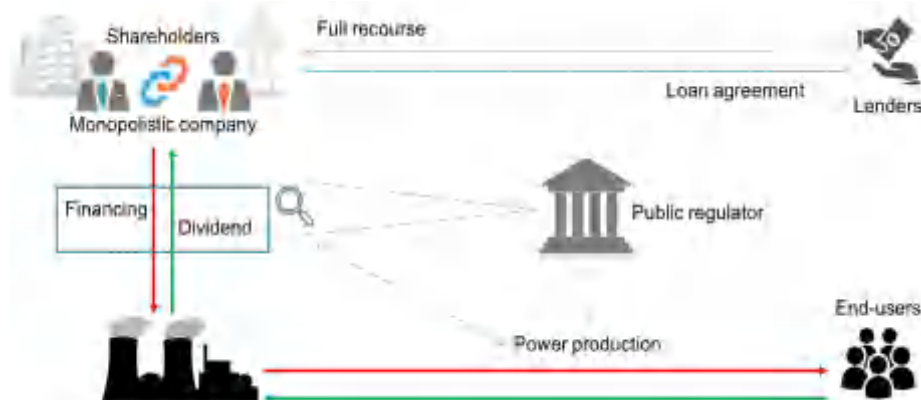 Shareholders
Full recourse
Loan agreement
Lenders
Monopolistic company
Financing
Dividend
Public regulator
End-users
Power production